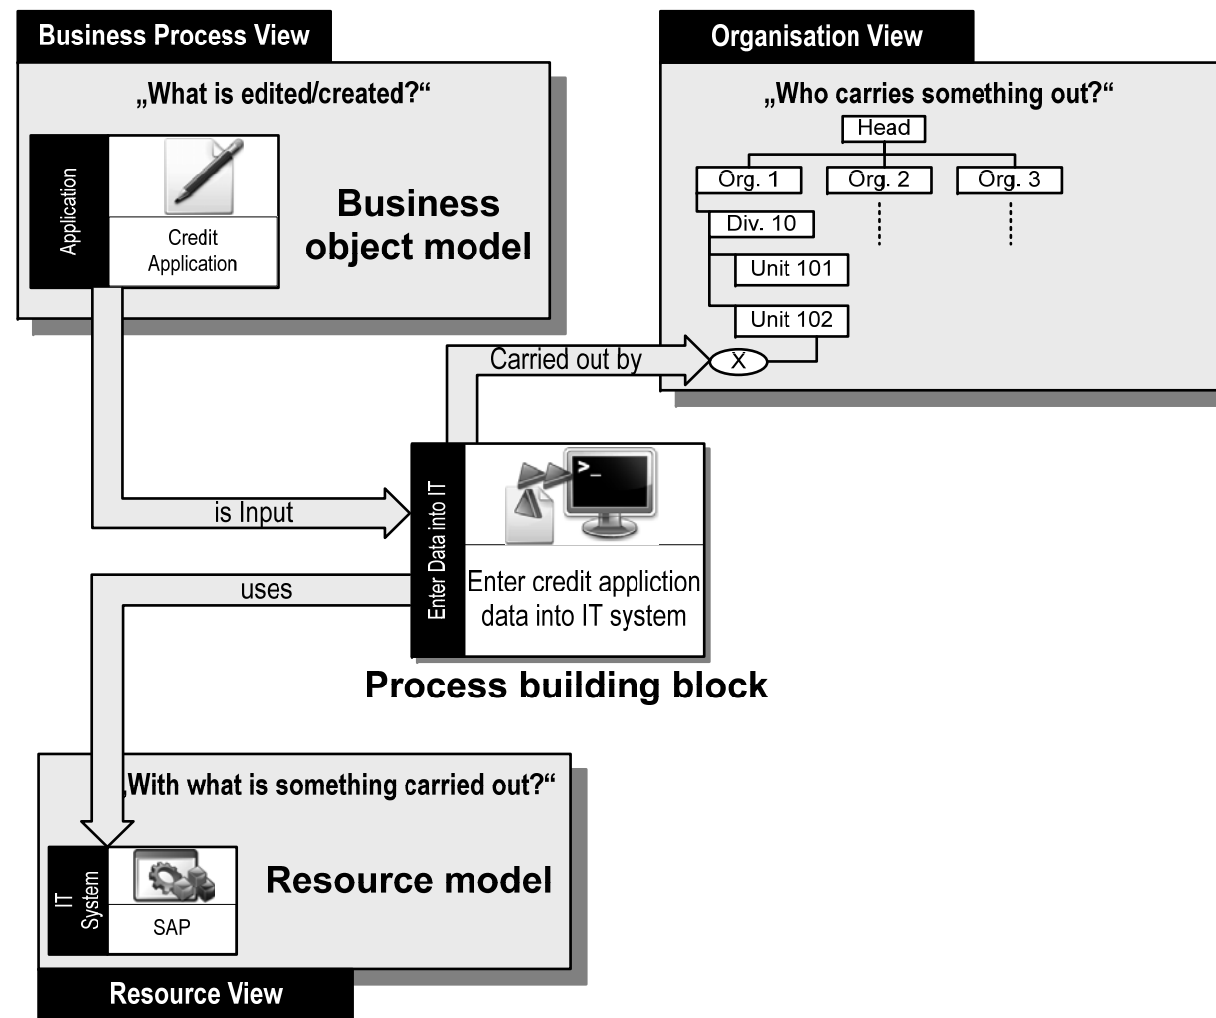 Business Process View
„What is edited/created?“
Application
Credit
Application
Business
object model
Organisation View
„Who carries something out?“
Head
Org. 1
Org. 2
Org. 3
Div. 10
Unit 101
Unit 102
X
Carried out by
is Input
uses
Enter Data into IT
>_
Enter credit appliction
data into IT system
Process building block
„With what is something carried out?“
IT
System
SAP
Resource model
Resource View